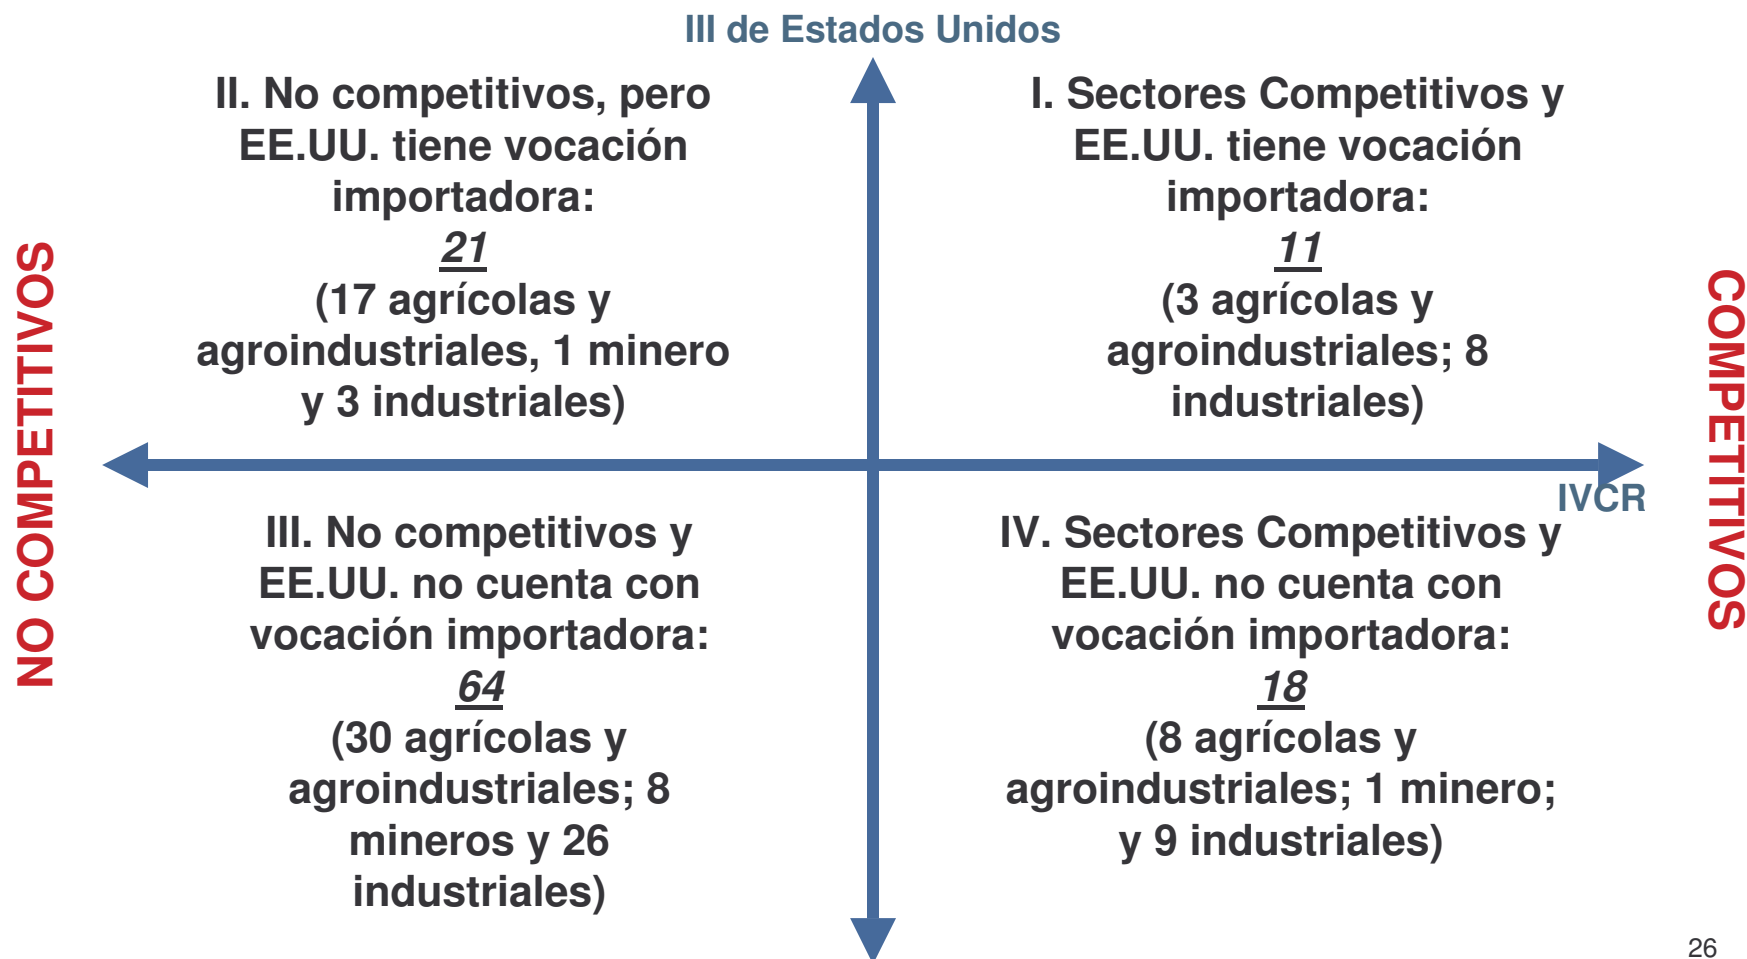 III de Estados Unidos
II. No competitivos, pero
EE.UU. tiene vocación
importadora:
21
(17 agrícolas y
agroindustriales, 1 minero
y 3 industriales)
I. Sectores Competitivos y
EE.UU. tiene vocación
importadora:
11
(3 agrícolas y
agroindustriales; 8
industriales)
NO COMPETITIVOS
COMPETITIVOS
IVCR
III. No competitivos y
EE.UU. no cuenta con
vocación importadora:
64
(30 agrícolas y
agroindustriales; 8
mineros y 26
industriales)
IV. Sectores Competitivos y
EE.UU. no cuenta con
vocación importadora:
18
(8 agrícolas y
agroindustriales; 1 minero;
y 9 industriales)
26